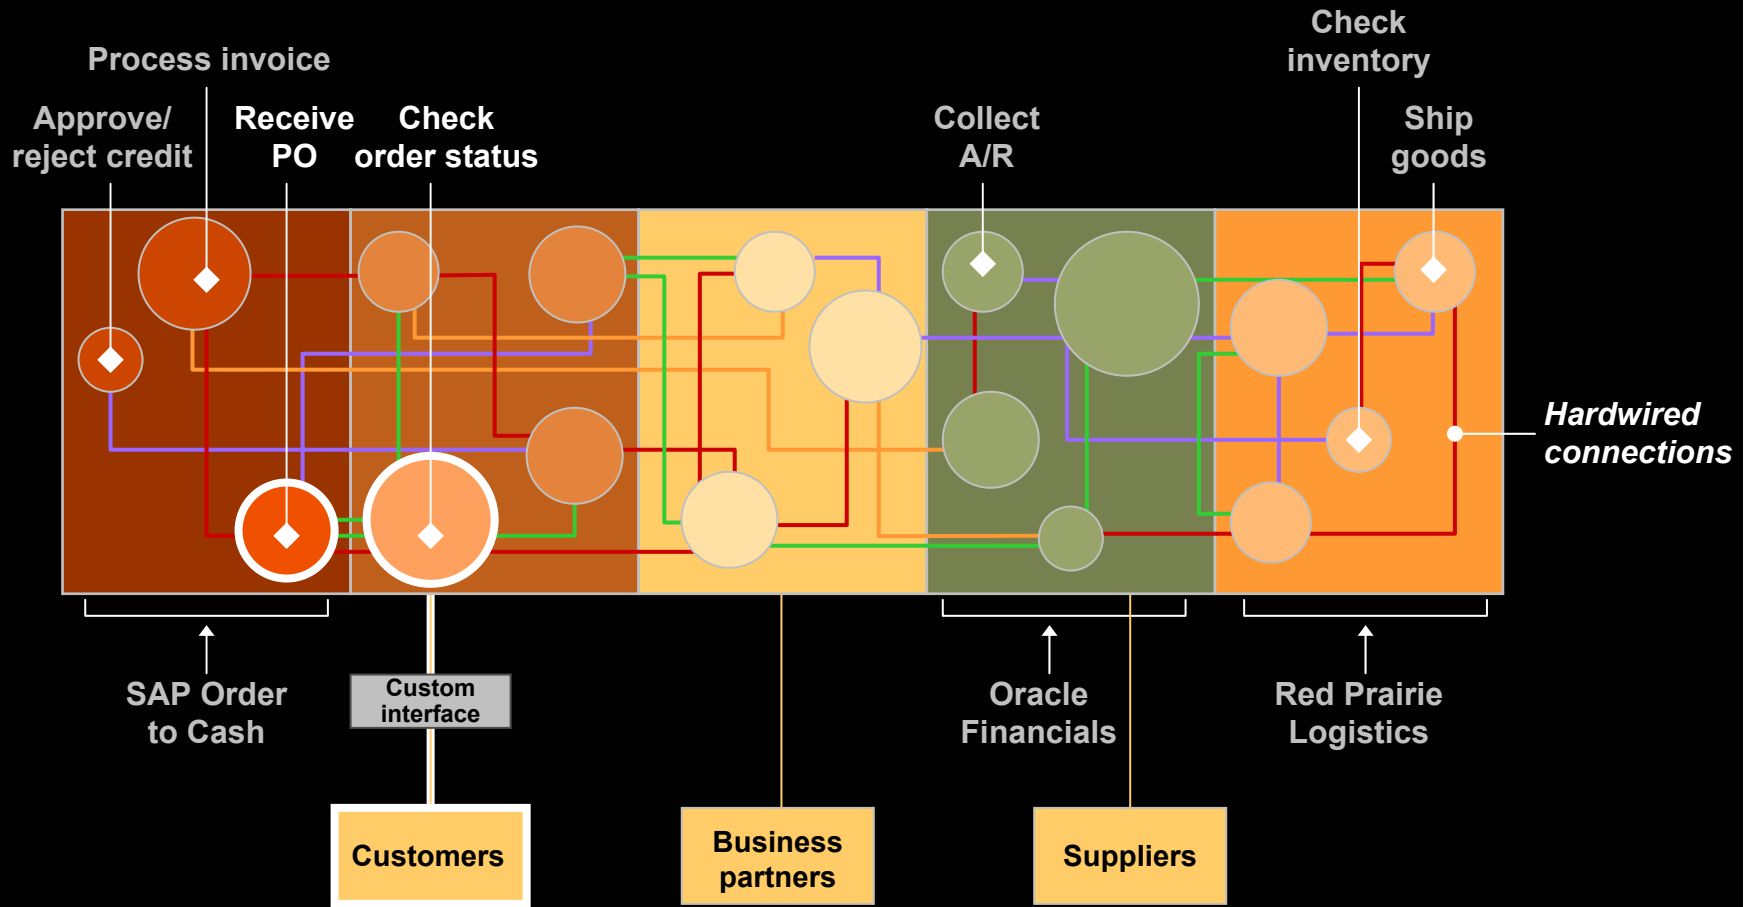 Check
inventory
Process invoice
Approve/
reject credit
Receive
PO
Check
order status
Collect
A/R
Ship
goods
Hardwired
connections
SAP Order
to Cash
Custom
interface
Oracle
Financials
Red Prairie
Logistics
Customers
Business
partners
Suppliers